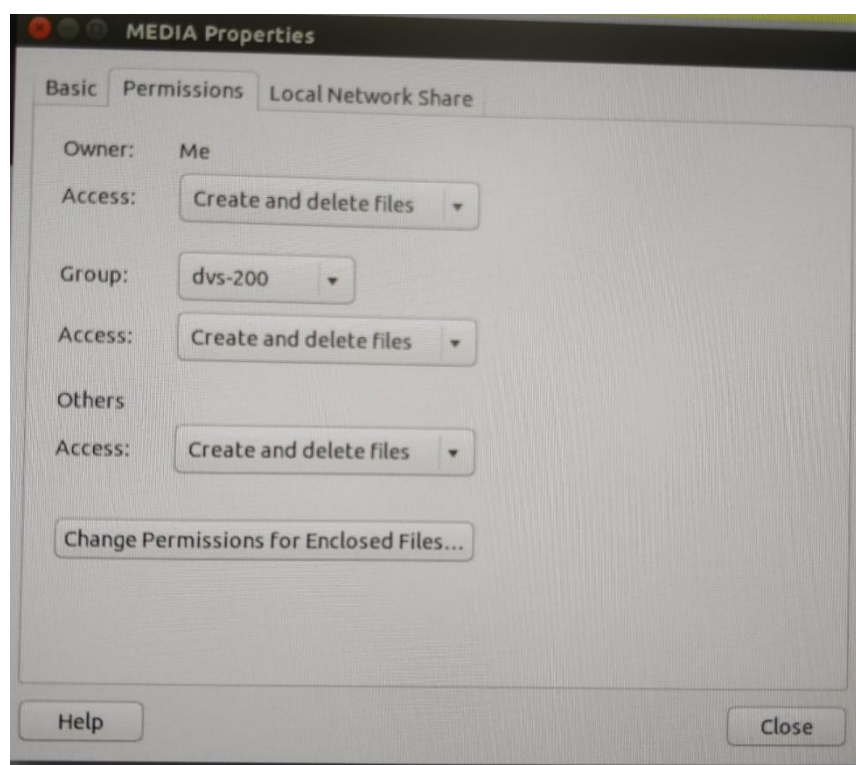 MEDIA Properties
Basic Permissions Local Network Share
Owner: Me
Access: Create and delete files
Group: dvs-200
Access: Create and delete files
Others
Access: Create and delete files
Change Permissions for Enclosed Files...
Help Close